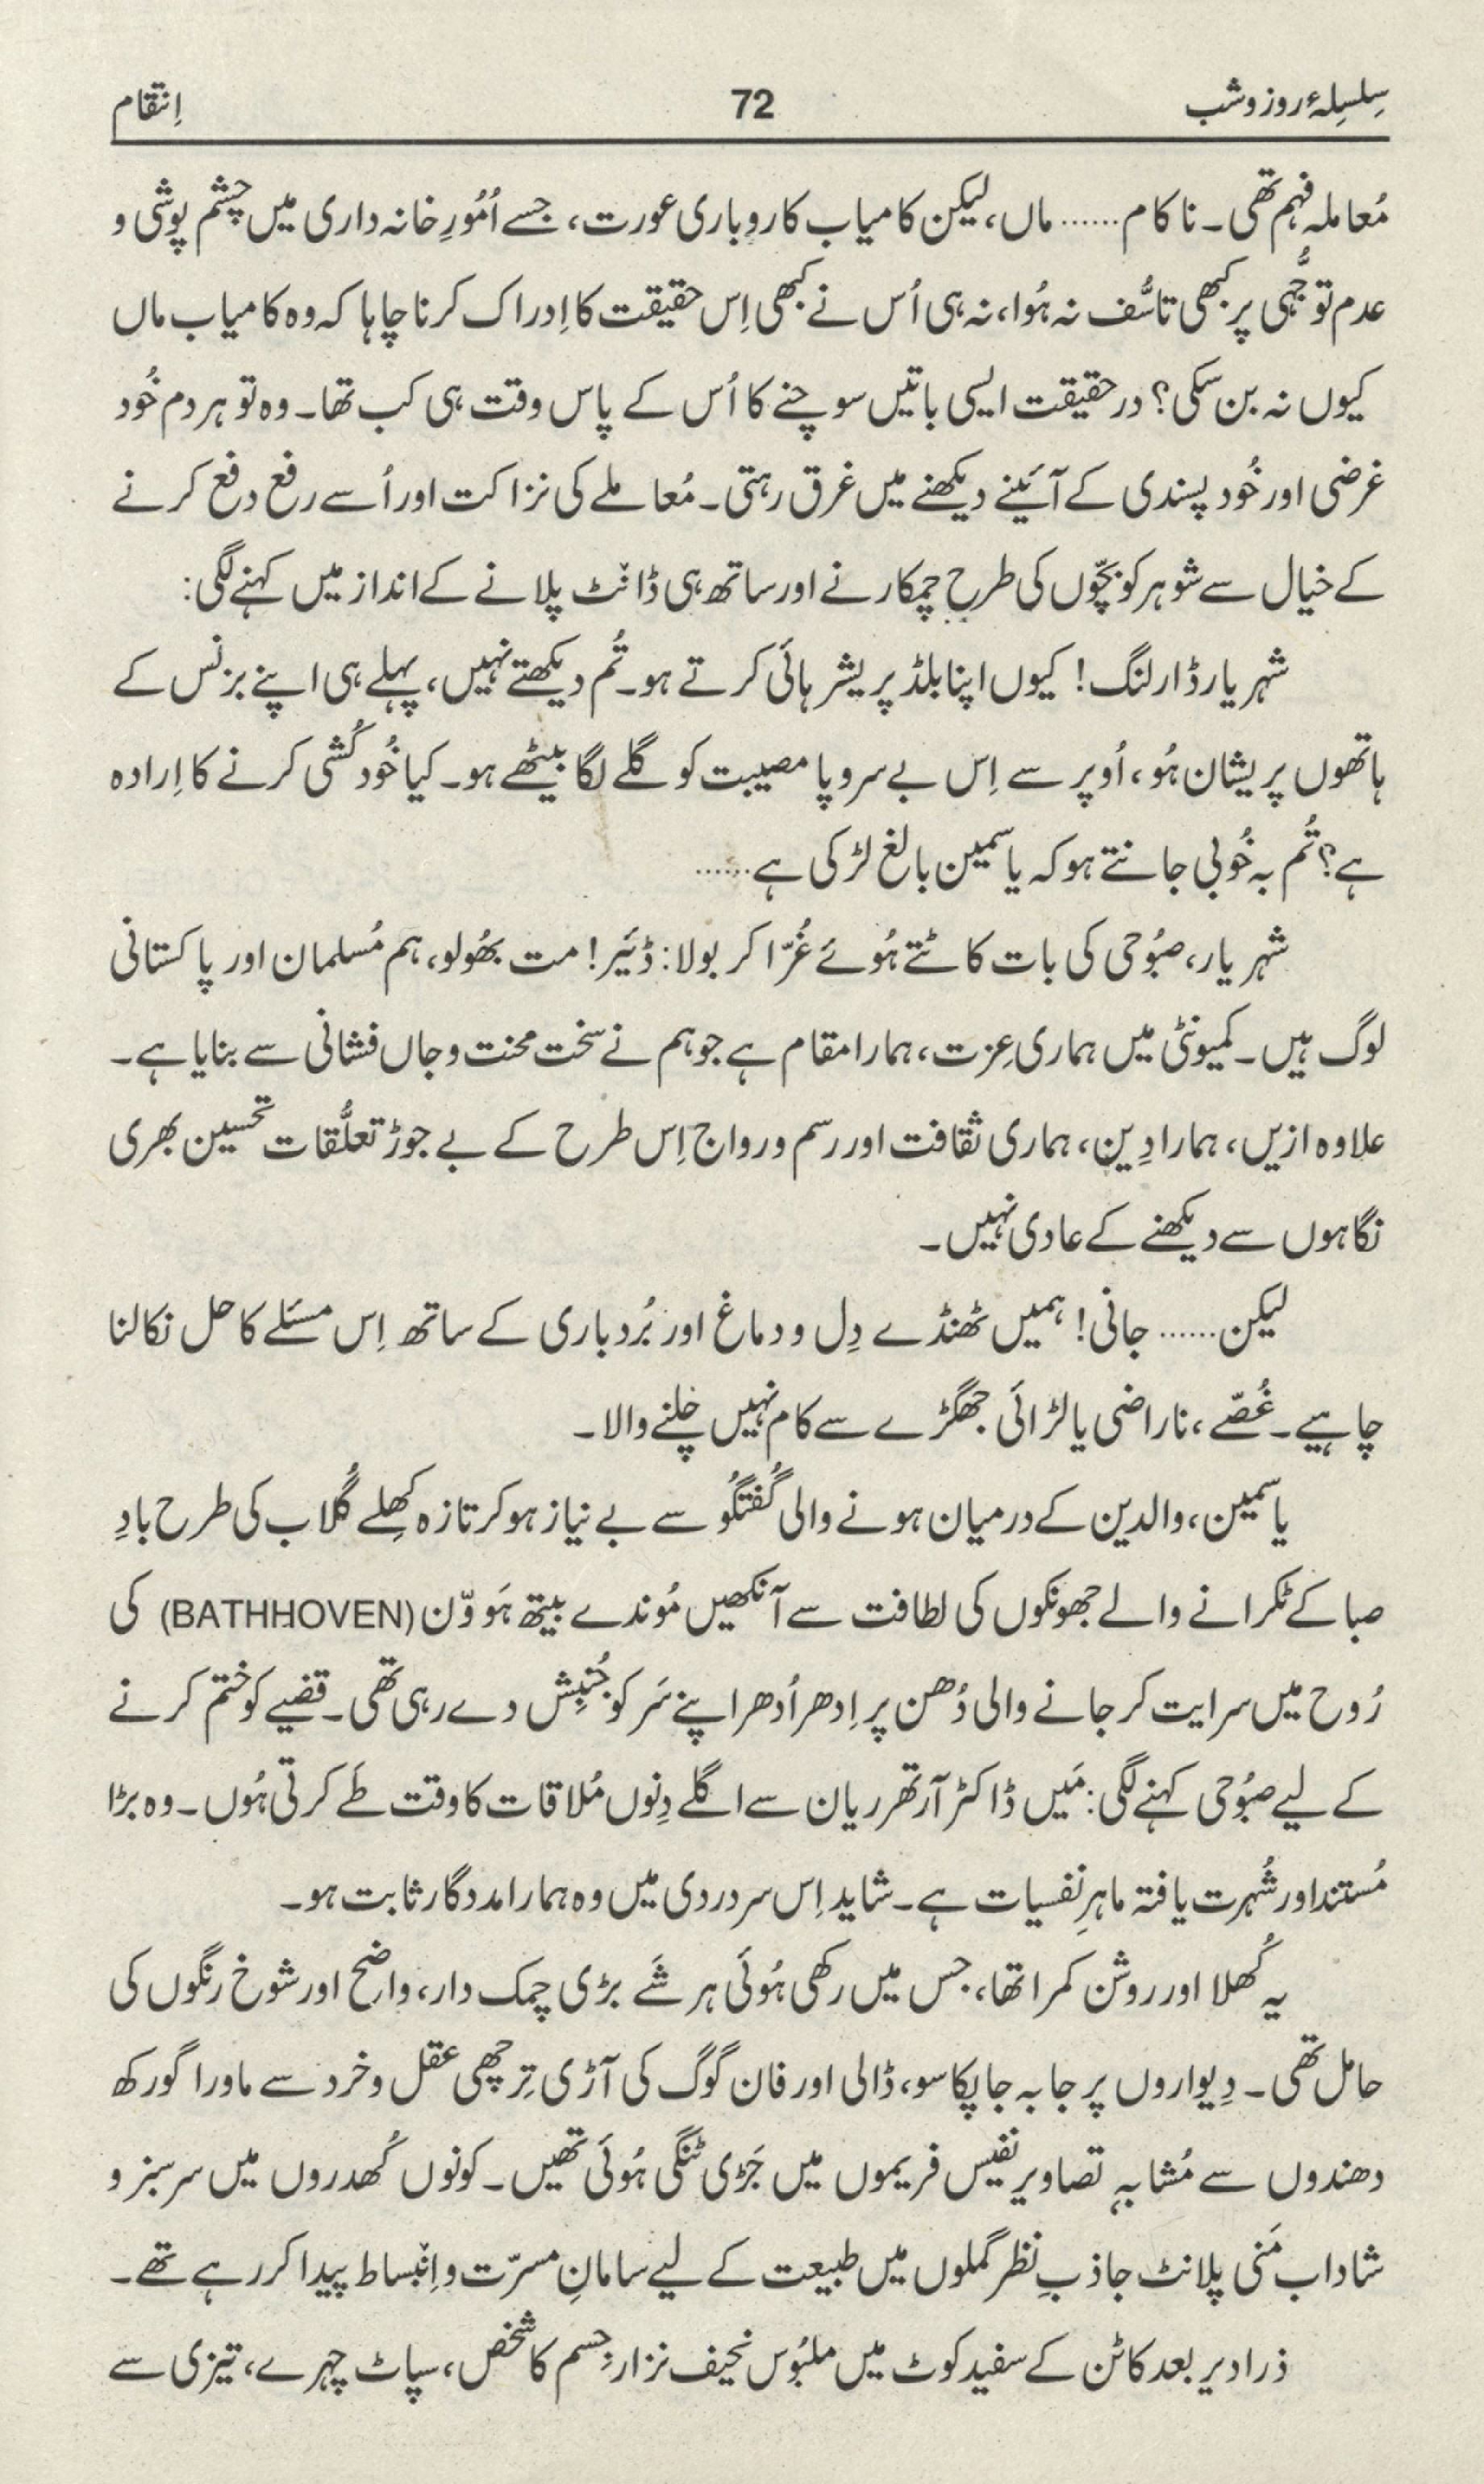 سِلسِلۂ روز و شب 72 اِنتقام
مُعاملہ فہم تھی۔ ناکام...... ماں، لیکن کامیاب کاروباری عورت، جسے اُمُورِ خانہ داری میں چشم پوشی و
عدم توجُّہی پر کبھی تاسُّف نہ ہُوا، نہ ہی اُس نے کبھی اِس حقیقت کا اِدراک کرنا چاہا کہ وہ کامیاب ماں
کیوں نہ بن سکی؟ درحقیقت ایسی باتیں سوچنے کا اُس کے پاس وقت ہی کب تھا۔ وہ تو ہر دم خُود
غرضی اور خُود پسندی کے آئینے دیکھنے میں غرق رہتی۔ مُعاملے کی نزاکت اور اُسے رفع دفع کرنے
کے خیال سے شوہر کو بچّوں کی طرح چمکارنے اور ساتھ ہی ڈانٹ پلانے کے انداز میں کہنے لگی:
شہریار ڈارلنگ! کیوں اپنا بلڈ پریشر ہائی کرتے ہو۔ تُم دیکھتے نہیں، پہلے ہی اپنے بزنس کے
ہاتھوں پریشان ہُو، اُوپر سے اِس بے سروپا مصیبت کو گلے لگا بیٹھے ہو۔ کیا خُودکُشی کرنے کا اِرادہ
ہے؟ تُم بہ خُوبی جانتے ہو کہ یاسمین بالغ لڑکی ہے......
شہریار، صبُوحی کی بات کاٹتے ہُوئے غُرّا کر بولا: ڈیَر! مت بھُولو، ہم مُسلمان اور پاکستانی
لوگ ہیں۔ کمیونٹی میں ہماری عِزت، ہمارا مقام ہے جو ہم نے سخت محنت و جاں فشانی سے بنایا ہے۔
علاوہ ازیں، ہمارا دِین، ہماری ثقافت اور رسم و رواج اِس طرح کے بے جوڑ تعلُّقات تحسین بھری
نگاہوں سے دیکھنے کے عادی نہیں۔
لیکن...... جانی! ہمیں ٹھنڈے دِل و دماغ اور بُردباری کے ساتھ اِس مسئلے کا حل نکالنا
چاہیے۔ غُصّے، ناراضی یا لڑائی جھگڑے سے کام نہیں چلنے والا۔
یاسمین، والدین کے درمیان ہونے والی گُفتگُو سے بے نیاز ہو کر تازہ کھِلے گُلاب کی طرح بادِ
صبا کے ٹکرانے والے جھونکوں کی لطافت سے آنکھیں مُوندے بیتھ ہَووّن (BATHHOVEN) کی
رُوح میں سرایت کر جانے والی دُھن پر اِدھر اُدھر اپنے سَر کو جُنبِش دے رہی تھی۔ قضیے کو ختم کرنے
کے لیے صبُوحی کہنے لگی: مَیں ڈاکٹر آرتھر ریان سے اگلے دِنوں مُلاقات کا وقت طَے کرتی ہُوں۔ وہ بڑا
مُستند اور شُہرت یافتہ ماہرِ نفسیات ہے۔ شاید اِس سردردی میں وہ ہمارا مددگار ثابت ہو۔
یہ کُھلا اور روشن کمرا تھا، جس میں رکھی ہُوئی ہر شَے بڑی چمک دار، واضح اور شوخ رنگوں کی
حامل تھی۔ دِیواروں پر جا بہ جا پکاسو، ڈالی اور فان گوگ کی آڑی تِرچھی عقل و خرد سے ماورا گورکھ
دھندوں سے مُشابہ تصاویر نفیس فریموں میں جَڑی ٹنگی ہُوئی تھیں۔ کونوں کُھدروں میں سرسبز و
شاداب مَنی پلانٹ جاذبِ نظر گملوں میں طبیعت کے لیے سامانِ مسرّت و اِنبساط پیدا کر رہے تھے۔
ذرا دیر بعد کاٹن کے سفید کوٹ میں ملبُوس نحیف نزار جِسم کا شخص، سپاٹ چہرے، تیزی سے